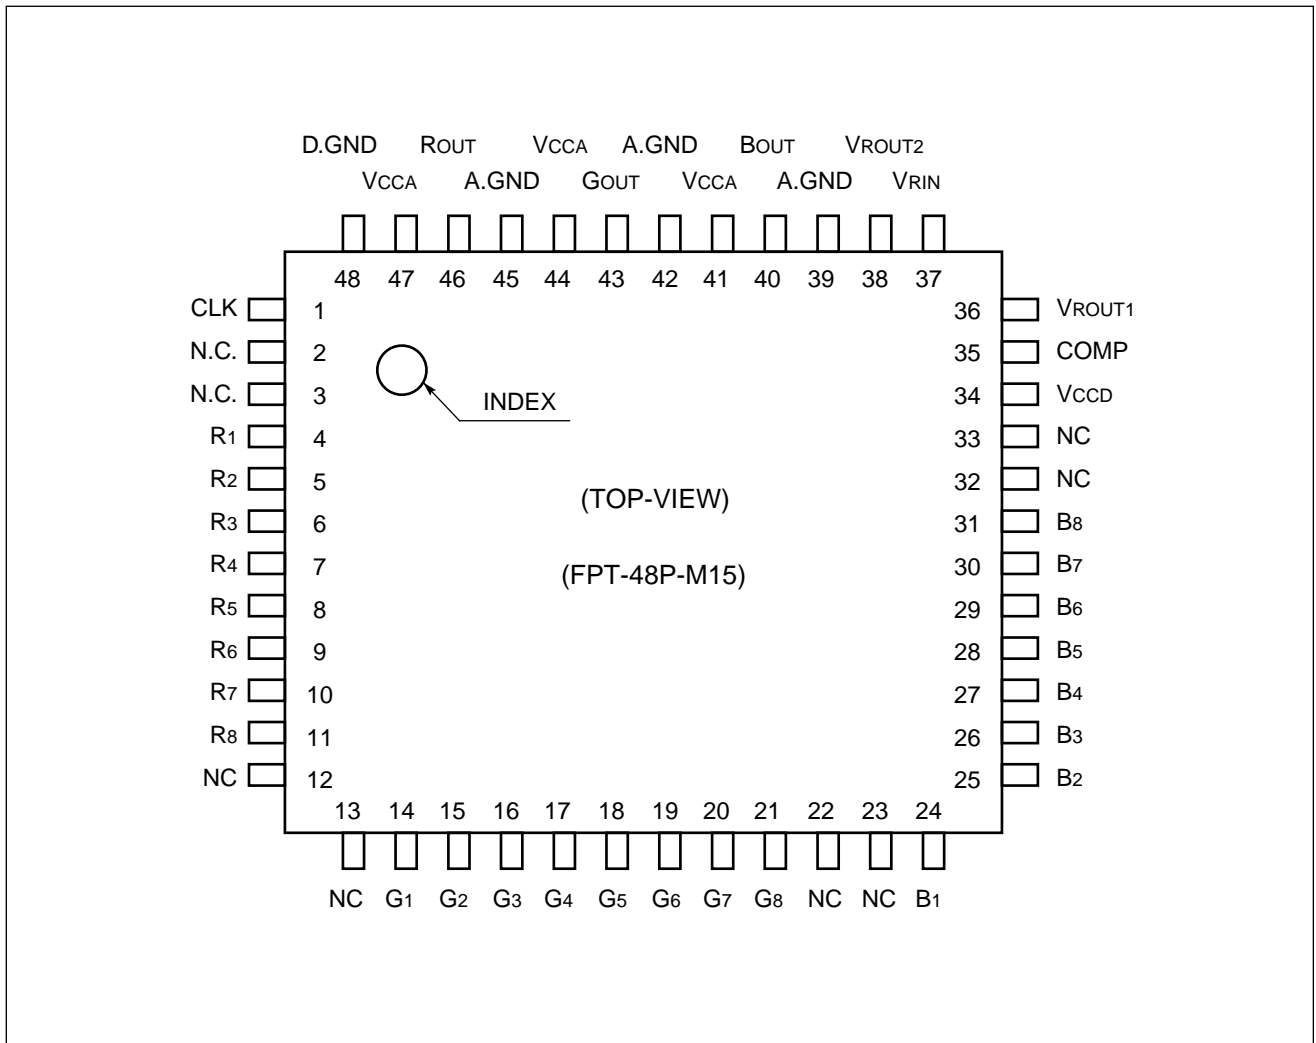 D.GND ROUT VCCA A.GND BOUT VROUT2
VCCA A.GND GOUT VCCA A.GND VRIN
48 47 46 45 44 43 42 41 40 39 38 37
CLK 1 36 VROUT1
N.C. 2 35 COMP
N.C. 3 34 VCCD
INDEX
R1 4 33 NC
R2 5 32 NC
(TOP-VIEW)
R3 6 31 B8
R4 7 30 B7
(FPT-48P-M15)
R5 8 29 B6
R6 9 28 B5
R7 10 27 B4
R8 11 26 B3
NC 12 25 B2
13 14 15 16 17 18 19 20 21 22 23 24
NC G1 G2 G3 G4 G5 G6 G7 G8 NC NC B1